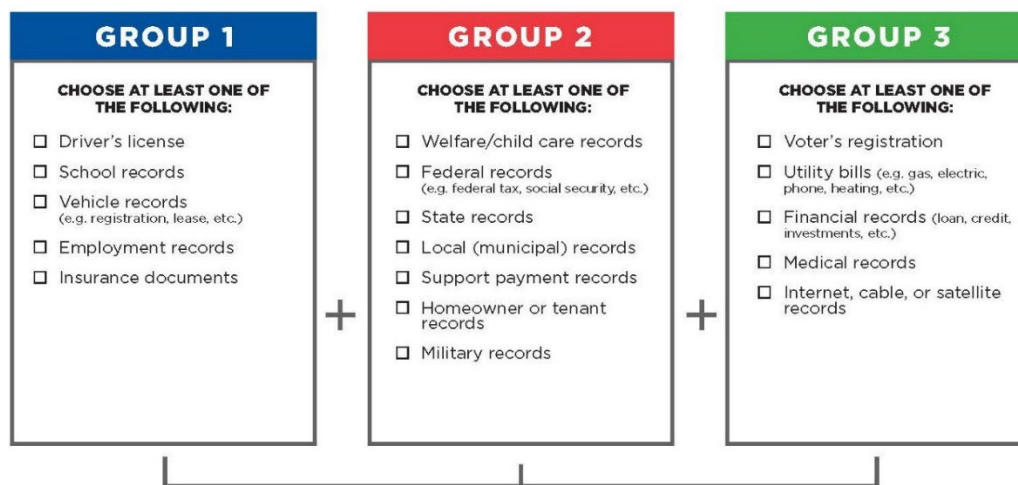 GROUP 1
CHOOSE AT LEAST ONE OF
THE FOLLOWING:
Driver's license
School records
Vehicle records
(e.g. registration, lease, etc.)
Employment records
Insurance documents
+
GROUP 2
CHOOSE AT LEAST ONE OF
THE FOLLOWING:
Welfare/child care records
Federal records
(e.g. federal tax, social security, etc.)
State records
Local (municipal) records
Support payment records
Homeowner or tenant
records
Military records
+
GROUP 3
CHOOSE AT LEAST ONE OF
THE FOLLOWING:
Voter's registration
Utility bills (e.g. gas, electric,
phone, heating, etc.)
Financial records (loan, credit,
investments, etc.)
Medical records
Internet, cable, or satellite
records